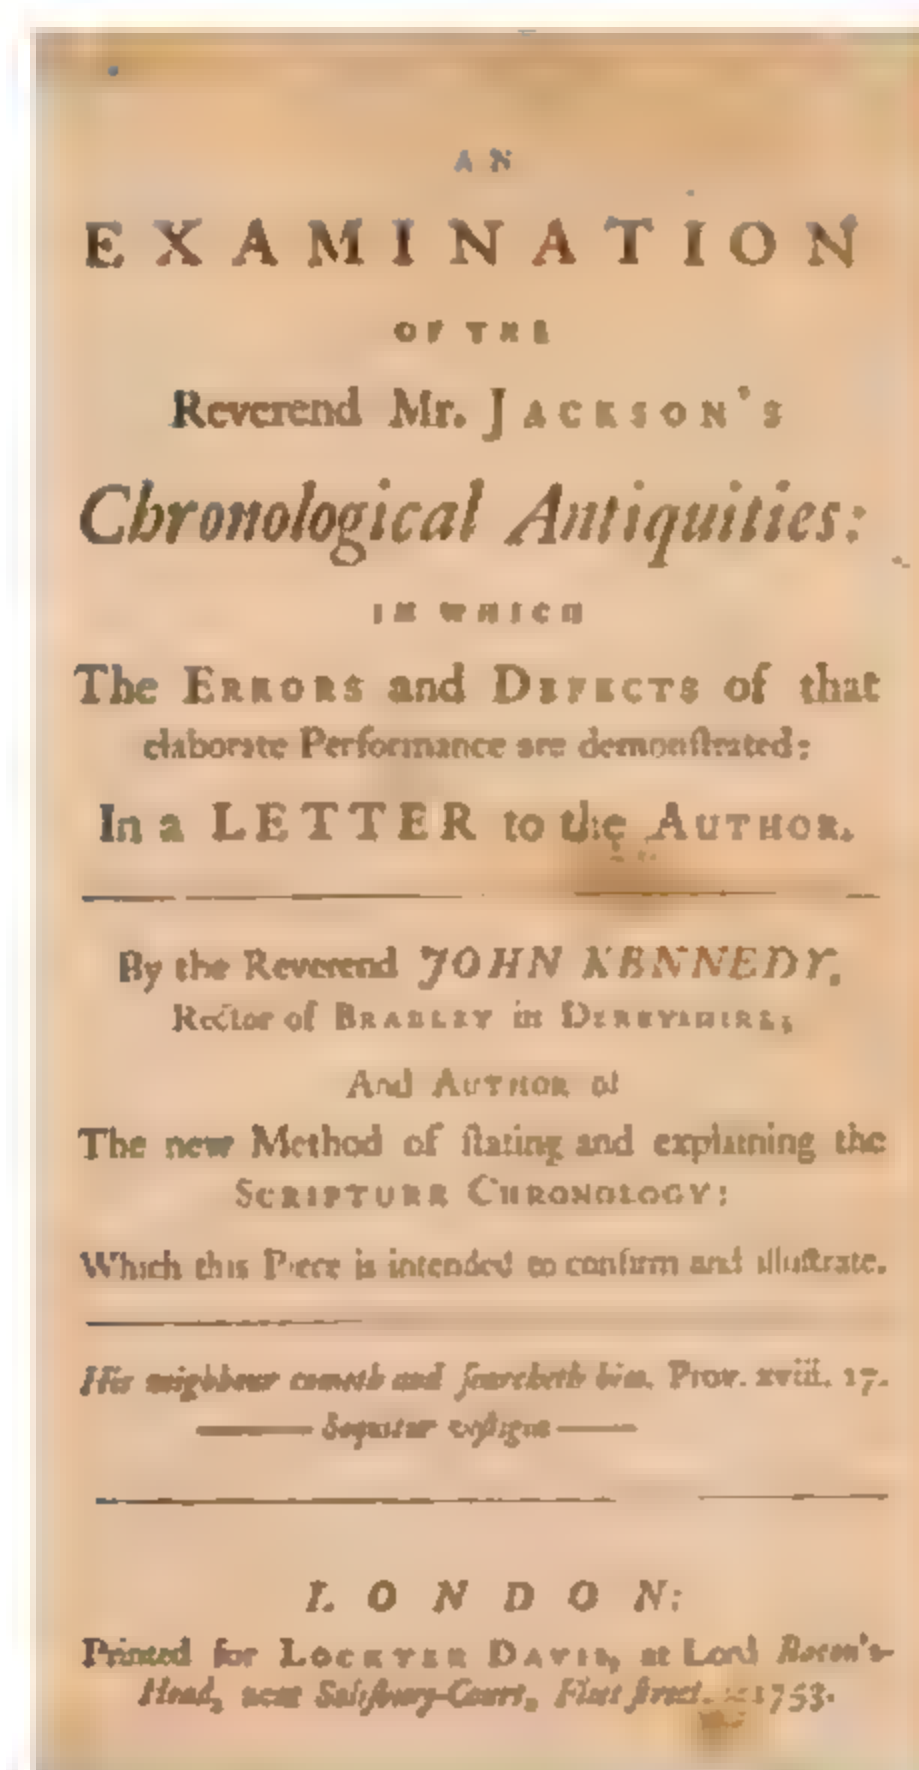 AN
EXAMINATION
OF THE
Reverend Mr. JACKSON'S
Chronological Antiquities:
IN WHICH
The ERRORS and DEFECTS of that
elaborate Performance are demonſtrated:
In a LETTER to the AUTHOR.
By the Reverend JOHN KENNEDY,
Rector of BRADLEY in DERBYSHIRE;
And AUTHOR of
The new Method of ſtating and explaining the
SCRIPTURE CHRONOLOGY:
Which this Piece is intended to confirm and illuſtrate.
His neighbour cometh and ſearcheth him. Prov. xviii. 17.
Sequitur
LONDON:
Printed for LOCKYER DAVIS, at Lord Bacon's-
Head, near Saliſbury-Court, Fleet ſtreet. 1753.